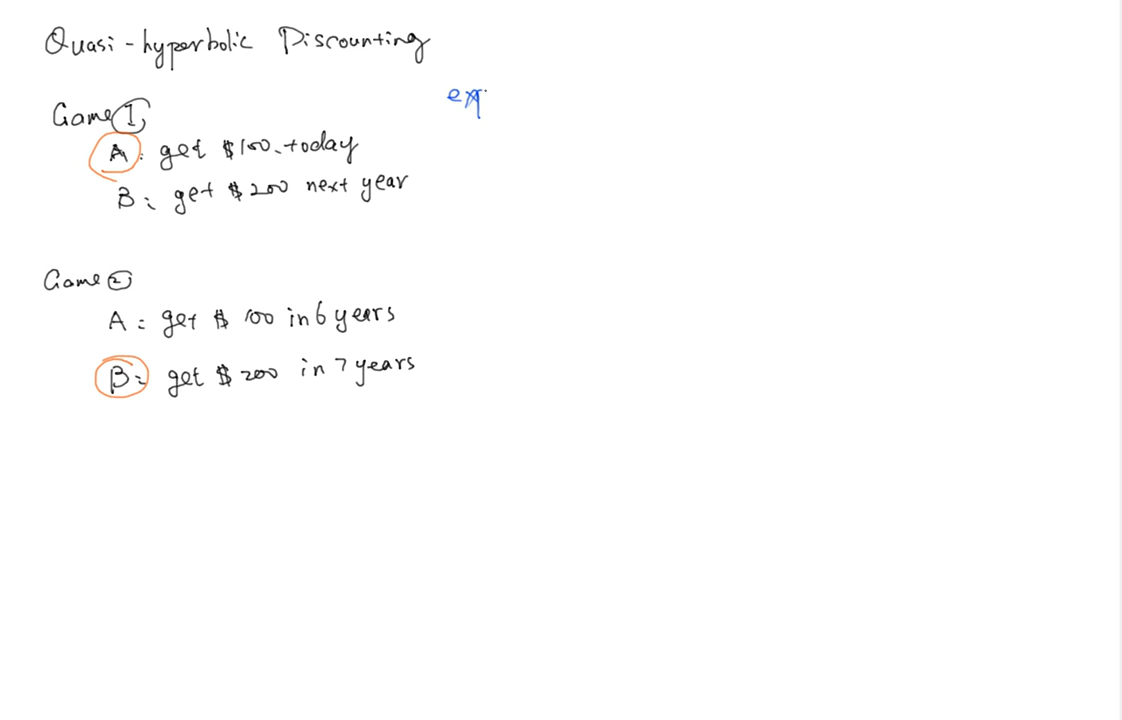 Quasi-hyperbolic Discounting
Game ①
A: get $100 today
B: get $200 next year
Game ②
A: get $ 100 in 6 years
B: get $ 200 in 7 years